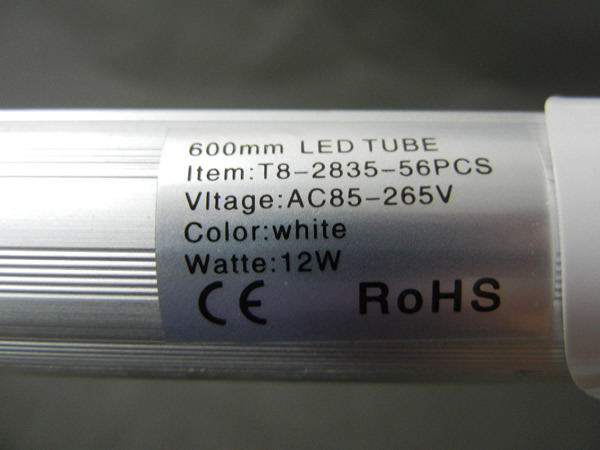 600mm LED TUBE
Item:T8-2835-56PCS
Vltage:AC85-265V
Color:white
Watte:12W
CE RoHS